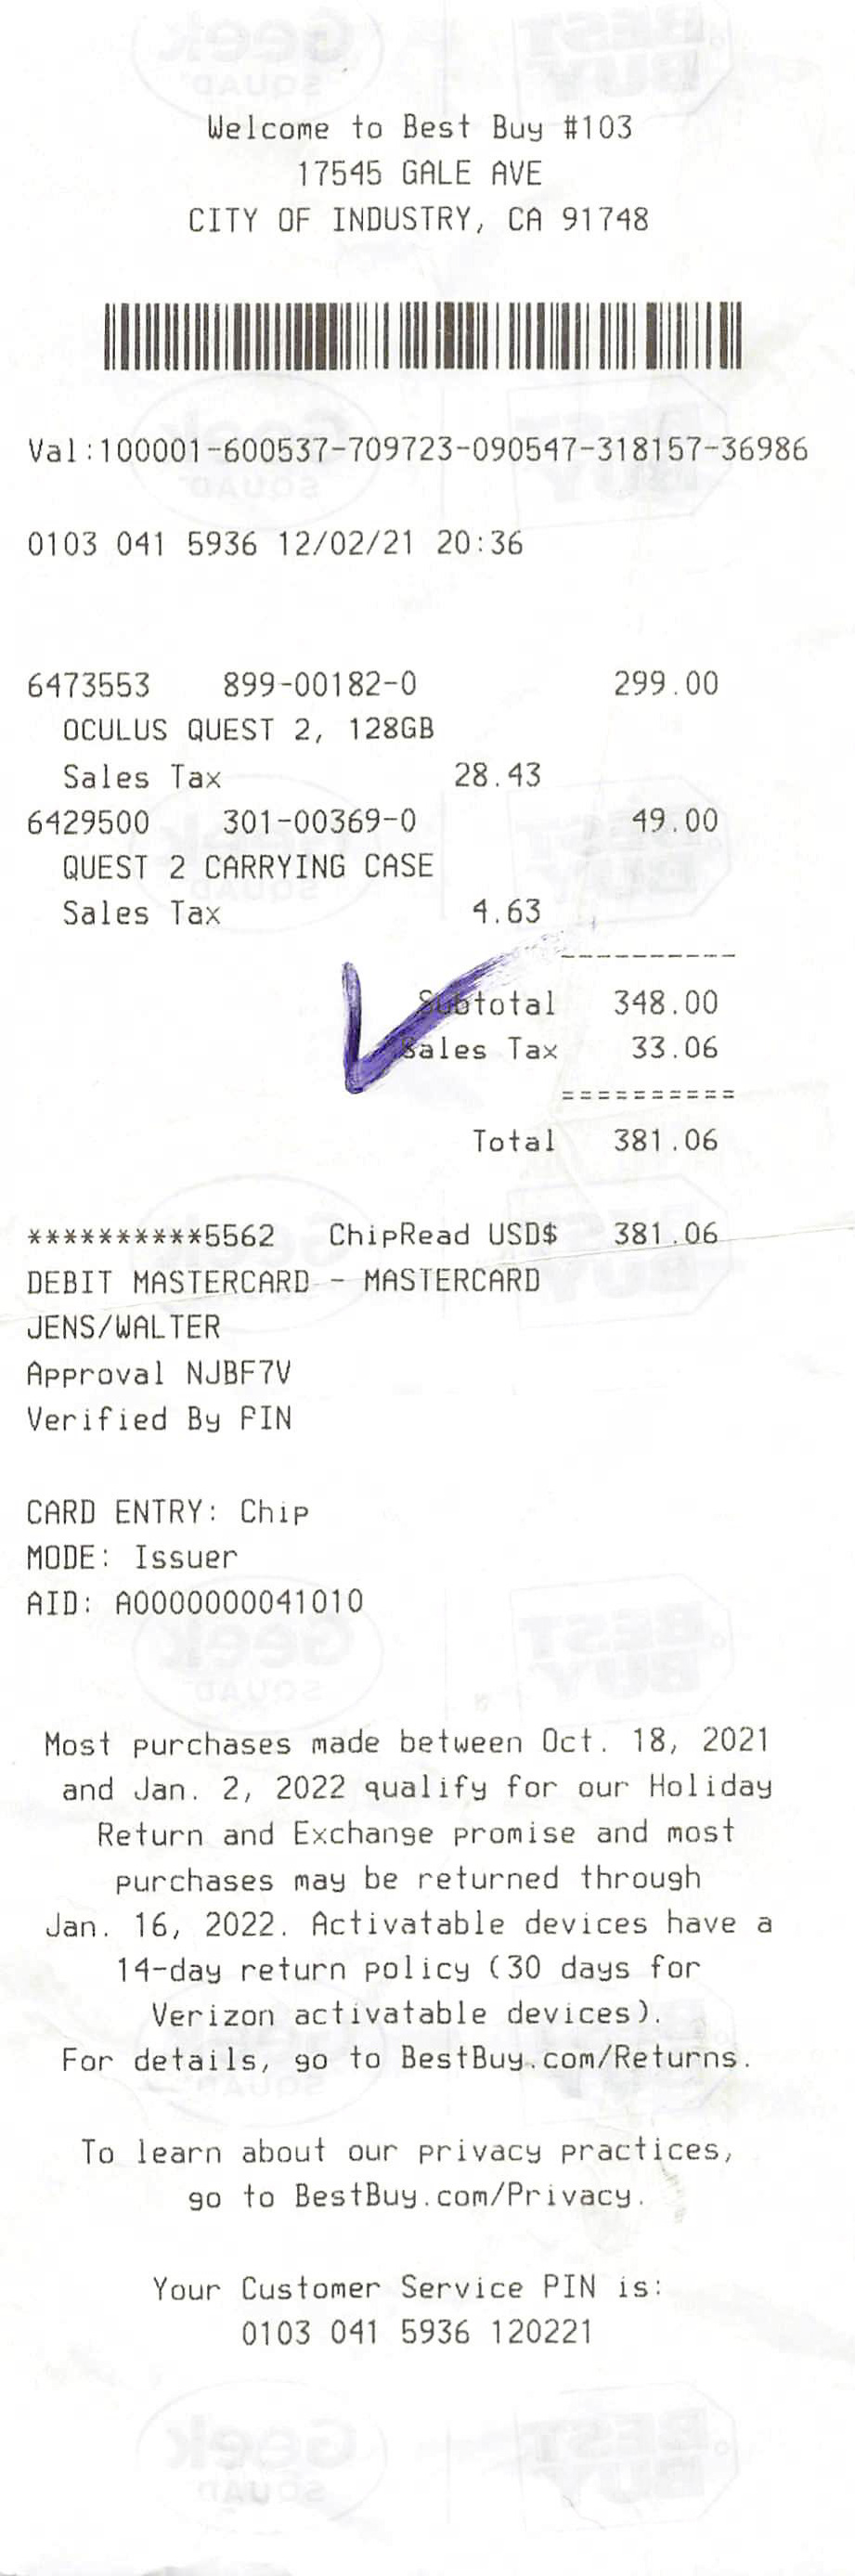 Welcome to Best Buy #103
17545 GALE AVE
CITY OF INDUSTRY, CA 91748
Val:100001-600537-709723-090547-318157-36986
0103 041 5936 12/02/21 20:36
6473553 899-00182-0 299.00
OCULUS QUEST 2, 128GB
Sales Tax 28.43
6429500 301-00369-0 49.00
QUEST 2 CARRYING CASE
Sales Tax 4.63
----------
Subtotal 348.00
Sales Tax 33.06
==========
Total 381.06
**********5562 ChipRead USD$ 381.06
DEBIT MASTERCARD - MASTERCARD
JENS/WALTER
Approval NJBF7V
Verified By PIN
CARD ENTRY: Chip
MODE: Issuer
AID: A0000000041010
Most purchases made between Oct. 18, 2021
and Jan. 2, 2022 qualify for our Holiday
Return and Exchange promise and most
purchases may be returned through
Jan. 16, 2022. Activatable devices have a
14-day return policy (30 days for
Verizon activatable devices).
For details, go to BestBuy.com/Returns.
To learn about our privacy practices,
go to BestBuy.com/Privacy.
Your Customer Service PIN is:
0103 041 5936 120221